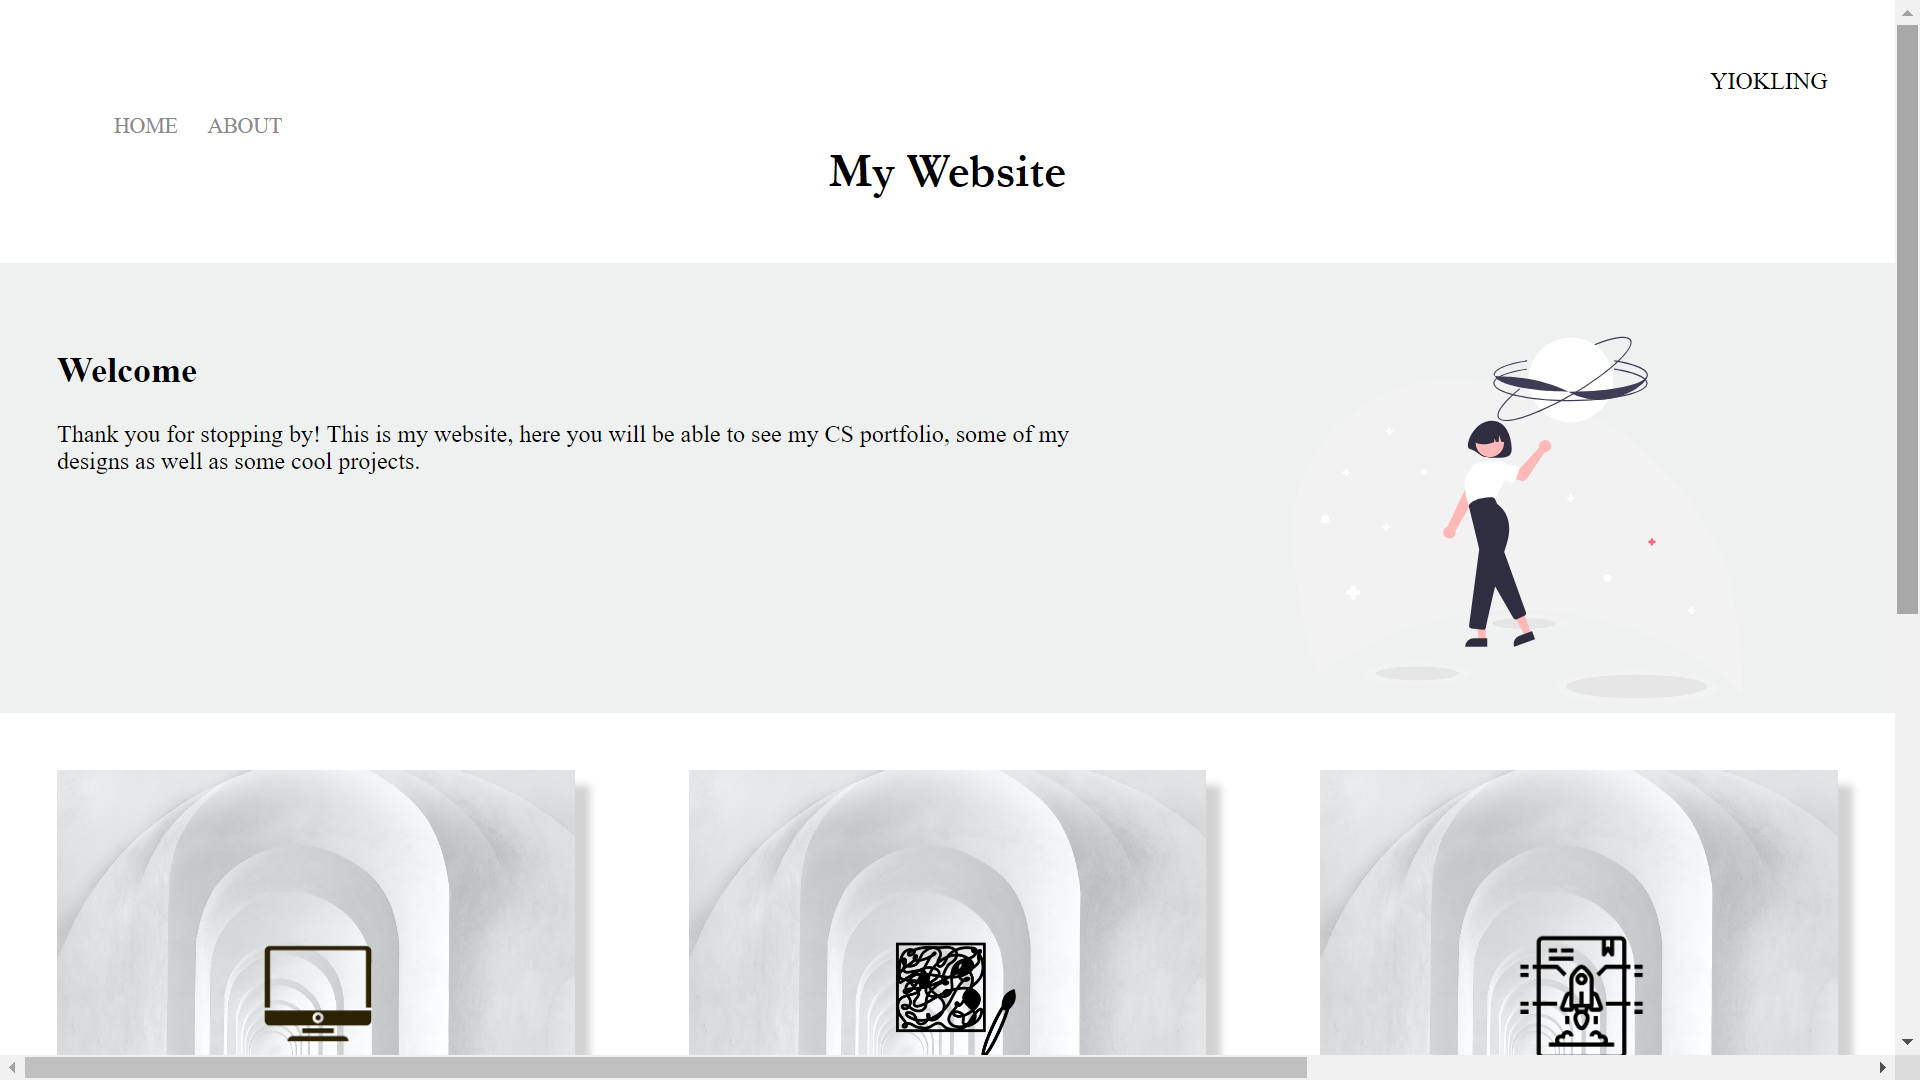 YIOKLING
HOME ABOUT
My Website
Welcome
Thank you for stopping by! This is my website, here you will be able to see my CS portfolio, some of my
designs as well as some cool projects.